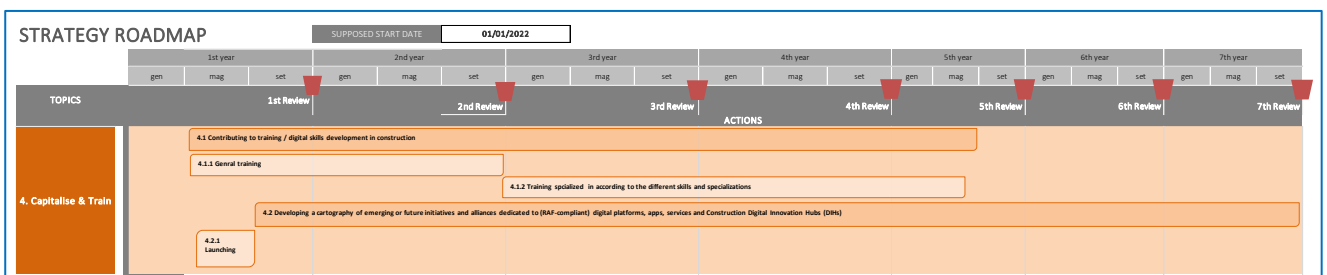 STRATEGY ROADMAP
SUPPOSED START DATE 01/01/2022
1st year 2nd year 3rd year 4th year 5th year 6th year 7th year
gen mag set gen mag set gen mag set gen mag set gen mag set gen mag set gen mag set
TOPICS 1st Review 2nd Review 3rd Review 4th Review 5th Review 6th Review 7th Review
ACTIONS
4.1 Contributing to training / digital skills development in construction
4.1.1 Genral training
4.1.2 Training spcialized in according to the different skills and specializations
4. Capitalise & Train
4.2 Developing a cartography of emerging or future initiatives and alliances dedicated to (RAF-compliant) digital platforms, apps, services and Construction Digital Innovation Hubs (DIHs)
4.2.1
Launching